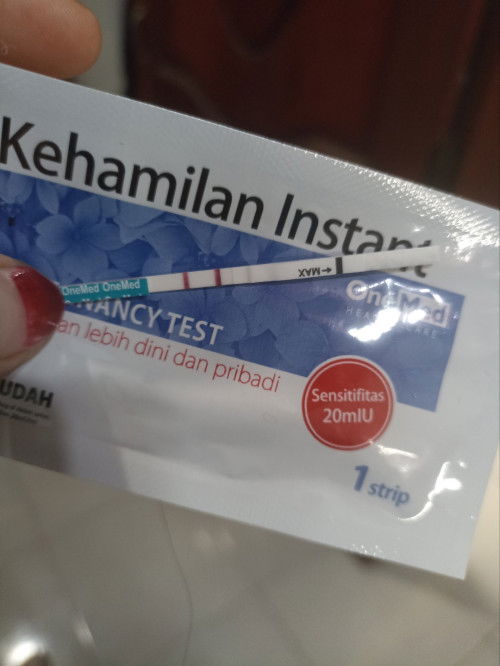 Kehamilan Instant
MAX
OneMed OneMed
OneMed
NANCY TEST
an lebih dini dan pribadi
Sensitifitas
20mIU
UDAH
1 strip